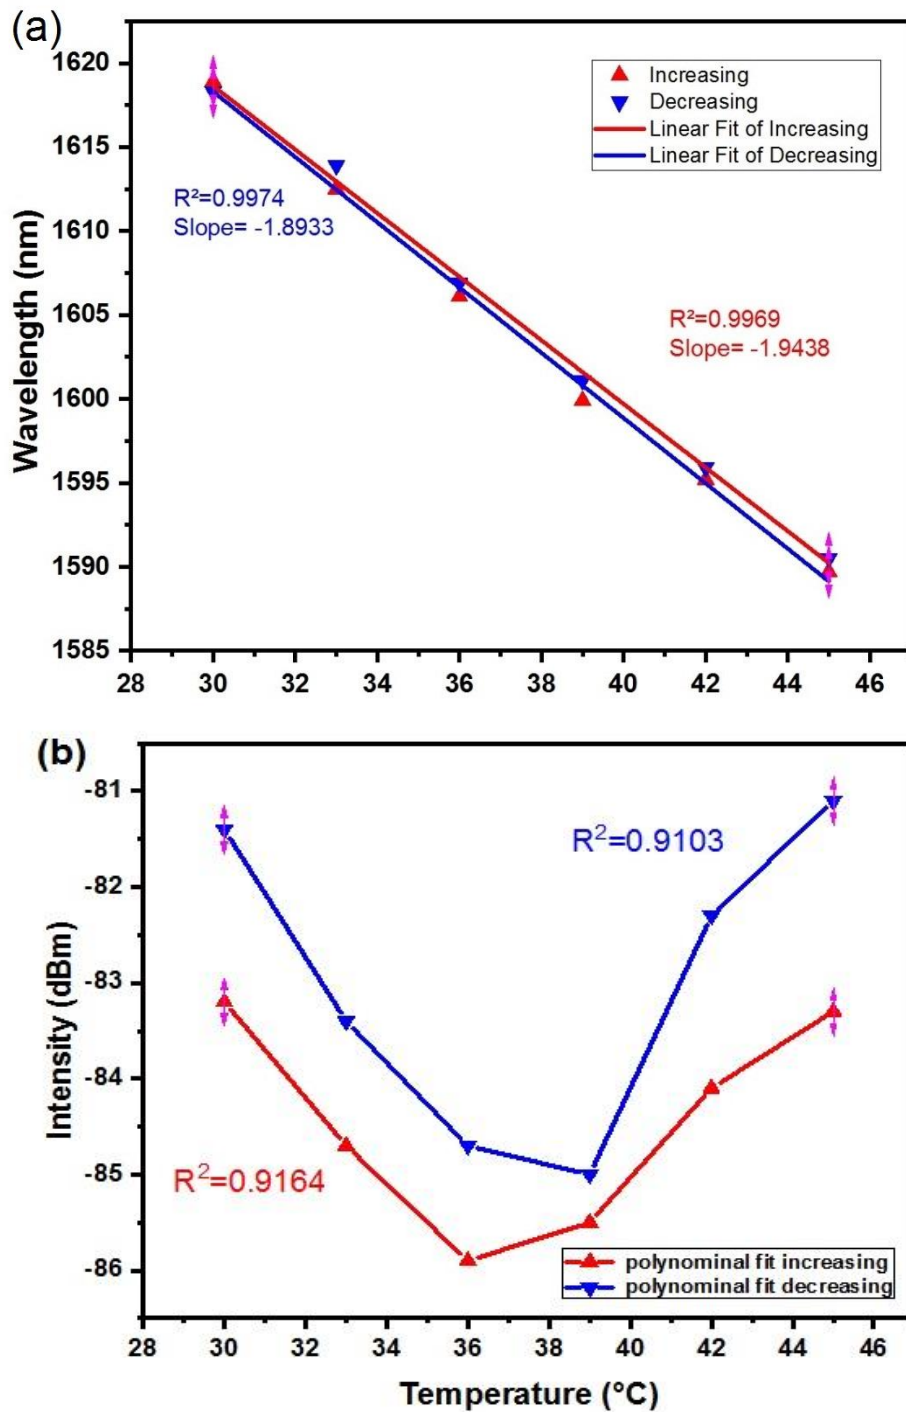 (a)
1620
1615
1610
1605
1600
1595
1590
1585
Wavelength (nm)
Increasing
Decreasing
Linear Fit of Increasing
Linear Fit of Decreasing
R²=0.9974
Slope= -1.8933
R²=0.9969
Slope= -1.9438
28 30 32 34 36 38 40 42 44 46
(b)
-81
-82
-83
-84
-85
-86
Intensity (dBm)
R²=0.9103
R²=0.9164
polynominal fit increasing
polynominal fit decreasing
28 30 32 34 36 38 40 42 44 46
Temperature (°C)